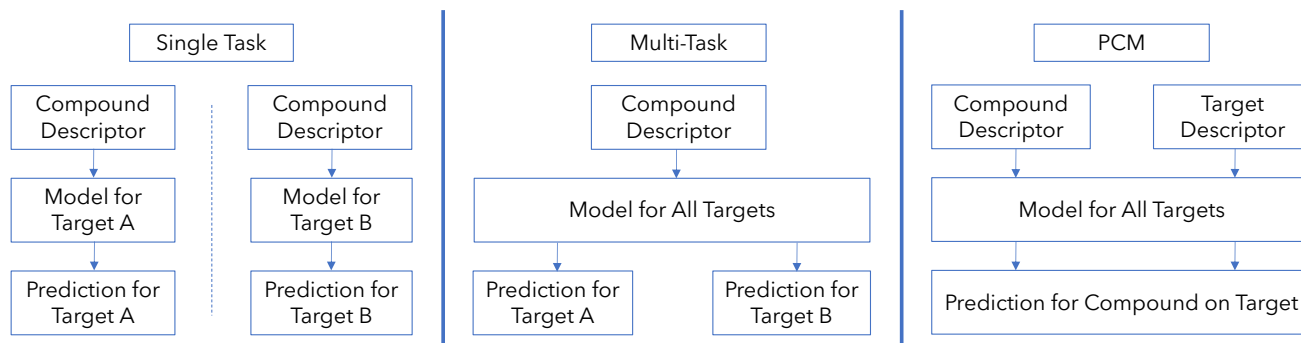 Single Task
Compound
Descriptor
Model for
Target A
Prediction for
Target A
Compound
Descriptor
Model for
Target B
Prediction for
Target B
Multi-Task
Compound
Descriptor
Model for All Targets
Prediction for
Target A
Prediction for
Target B
PCM
Compound
Descriptor
Target
Descriptor
Model for All Targets
Prediction for Compound on Target